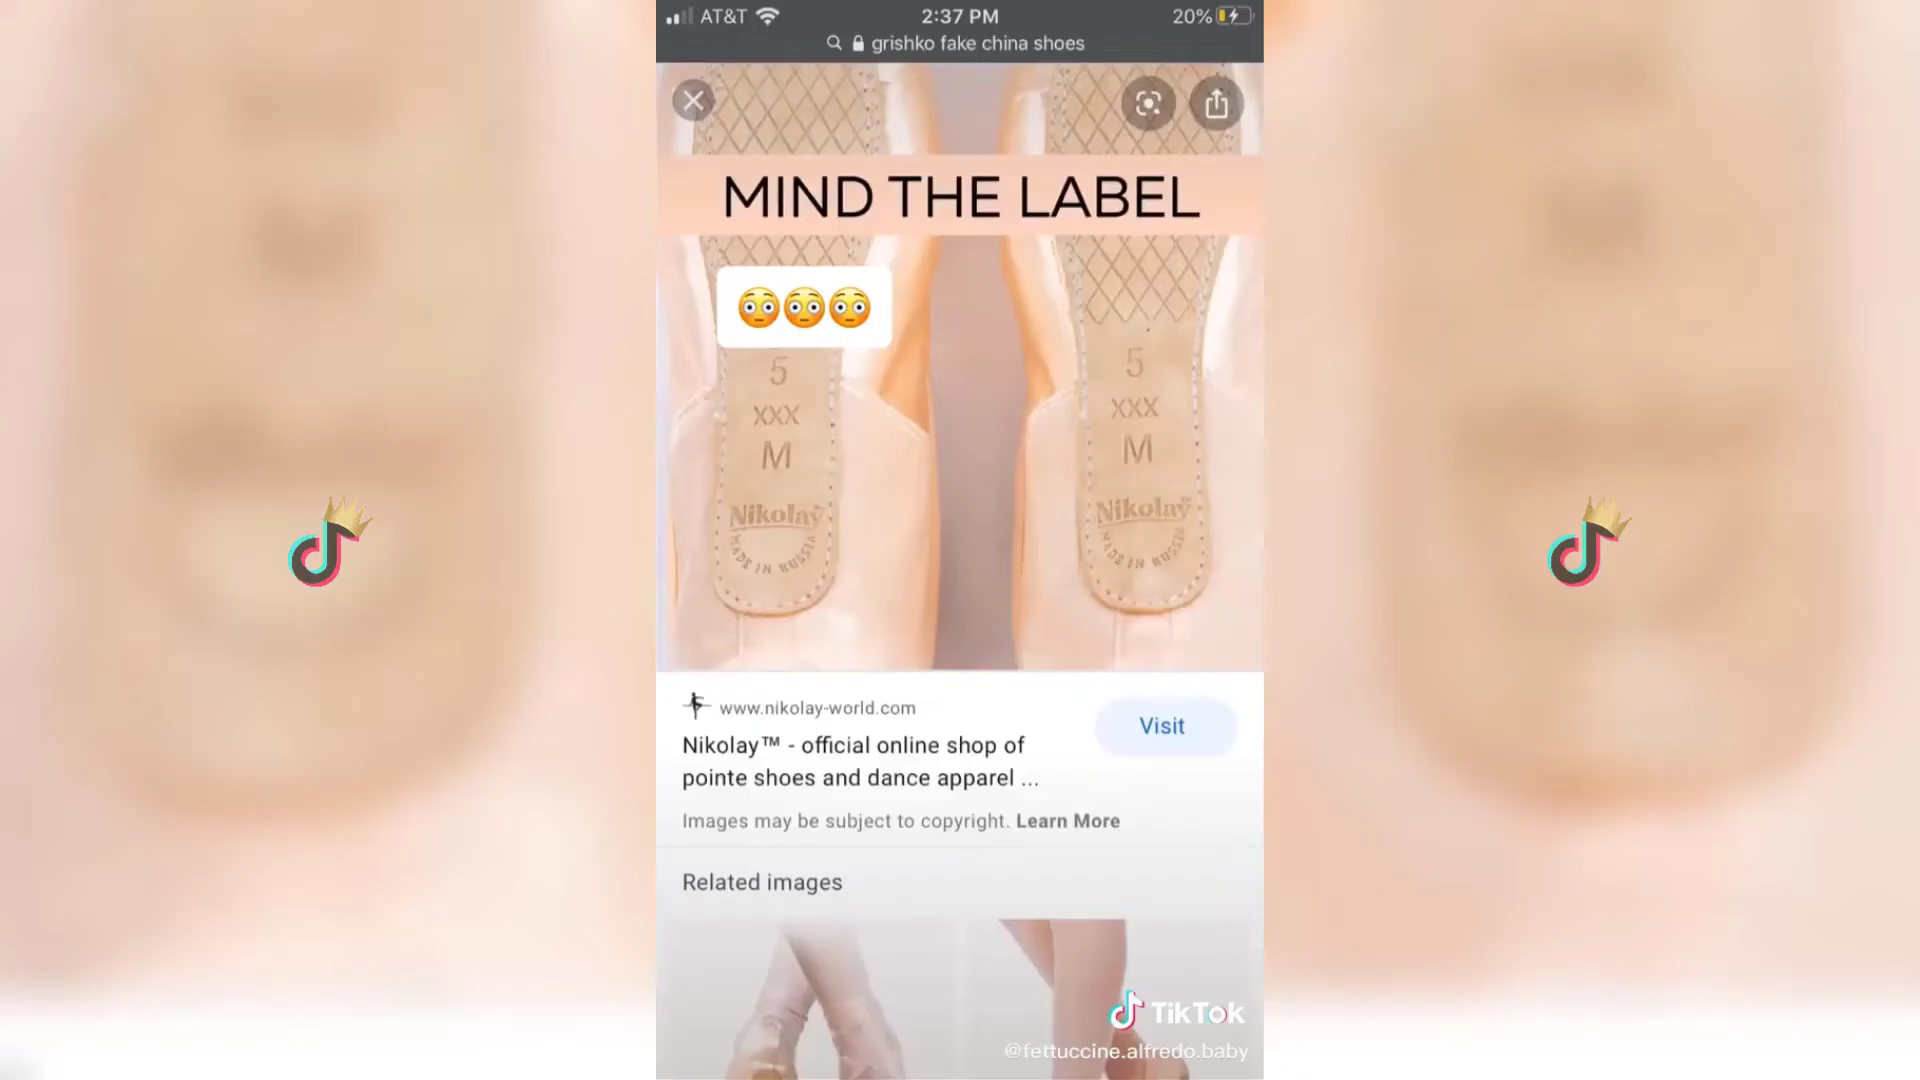 AT&T
2:37 PM
20%
grishko fake china shoes
MIND THE LABEL
5
XXX
M
Nikolay
MADE IN RUSSIA
5
XXX
M
Nikolay
MADE IN RUSSIA
www.nikolay-world.com
Visit
Nikolay™ - official online shop of
pointe shoes and dance apparel ...
Images may be subject to copyright. Learn More
Related images
TikTok
@fettuccine.alfredo.baby